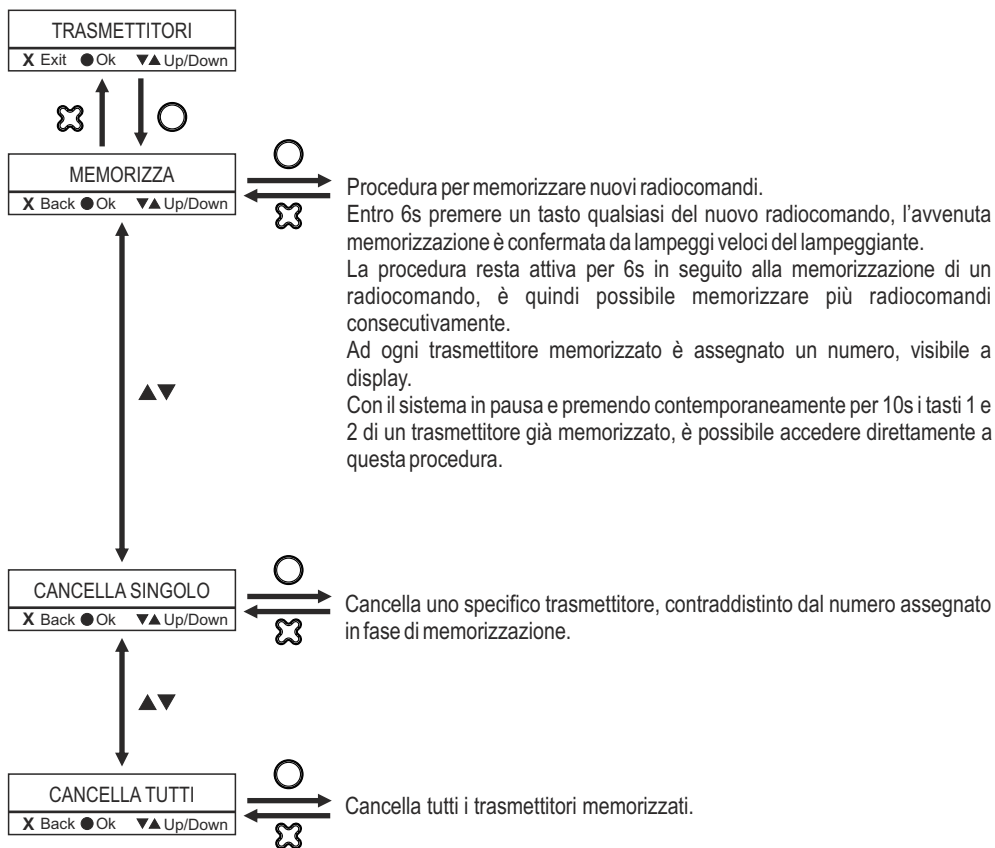 TRASMETTITORI
X Exit ●Ok ▼▲Up/Down
MEMORIZZA
X Back ●Ok ▼▲Up/Down
Procedura per memorizzare nuovi radiocomandi.
Entro 6s premere un tasto qualsiasi del nuovo radiocomando, l’avvenuta
memorizzazione è confermata da lampeggi veloci del lampeggiante.
La procedura resta attiva per 6s in seguito alla memorizzazione di un
radiocomando, è quindi possibile memorizzare più radiocomandi
consecutivamente.
Ad ogni trasmettitore memorizzato è assegnato un numero, visibile a
display.
Con il sistema in pausa e premendo contemporaneamente per 10s i tasti 1 e
2 di un trasmettitore già memorizzato, è possibile accedere direttamente a
questa procedura.
▲▼
CANCELLA SINGOLO
X Back ●Ok ▼▲Up/Down
Cancella uno specifico trasmettitore, contraddistinto dal numero assegnato
in fase di memorizzazione.
▲▼
CANCELLA TUTTI
X Back ●Ok ▼▲Up/Down
Cancella tutti i trasmettitori memorizzati.